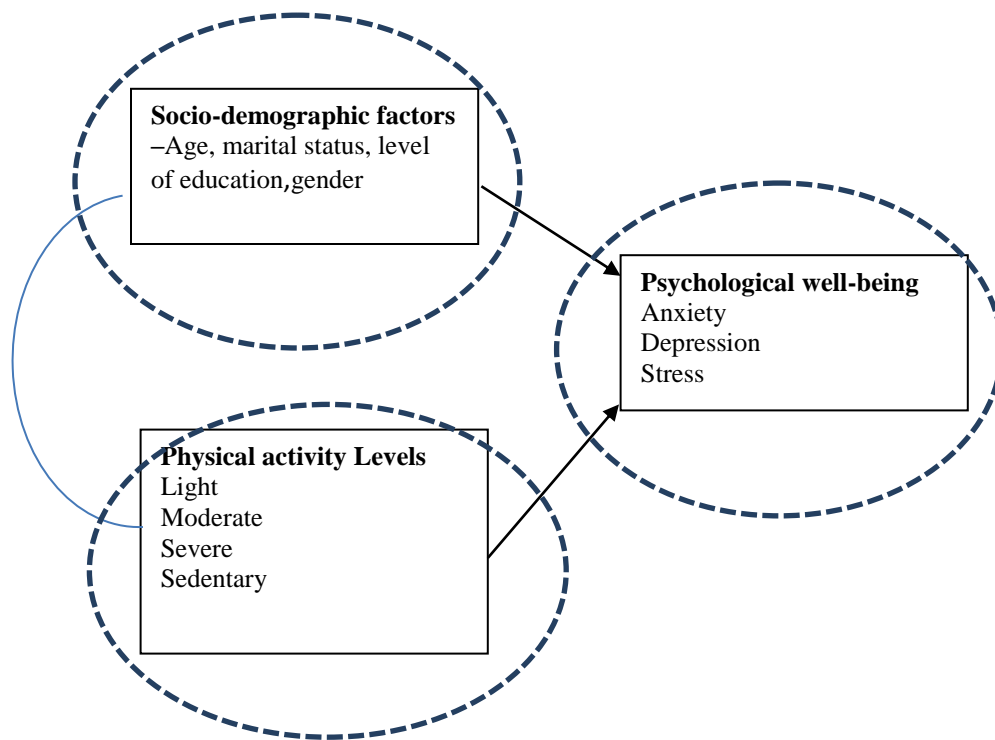 Socio-demographic factors
–Age, marital status, level
of education,gender
Psychological well-being
Anxiety
Depression
Stress
Physical activity Levels
Light
Moderate
Severe
Sedentary